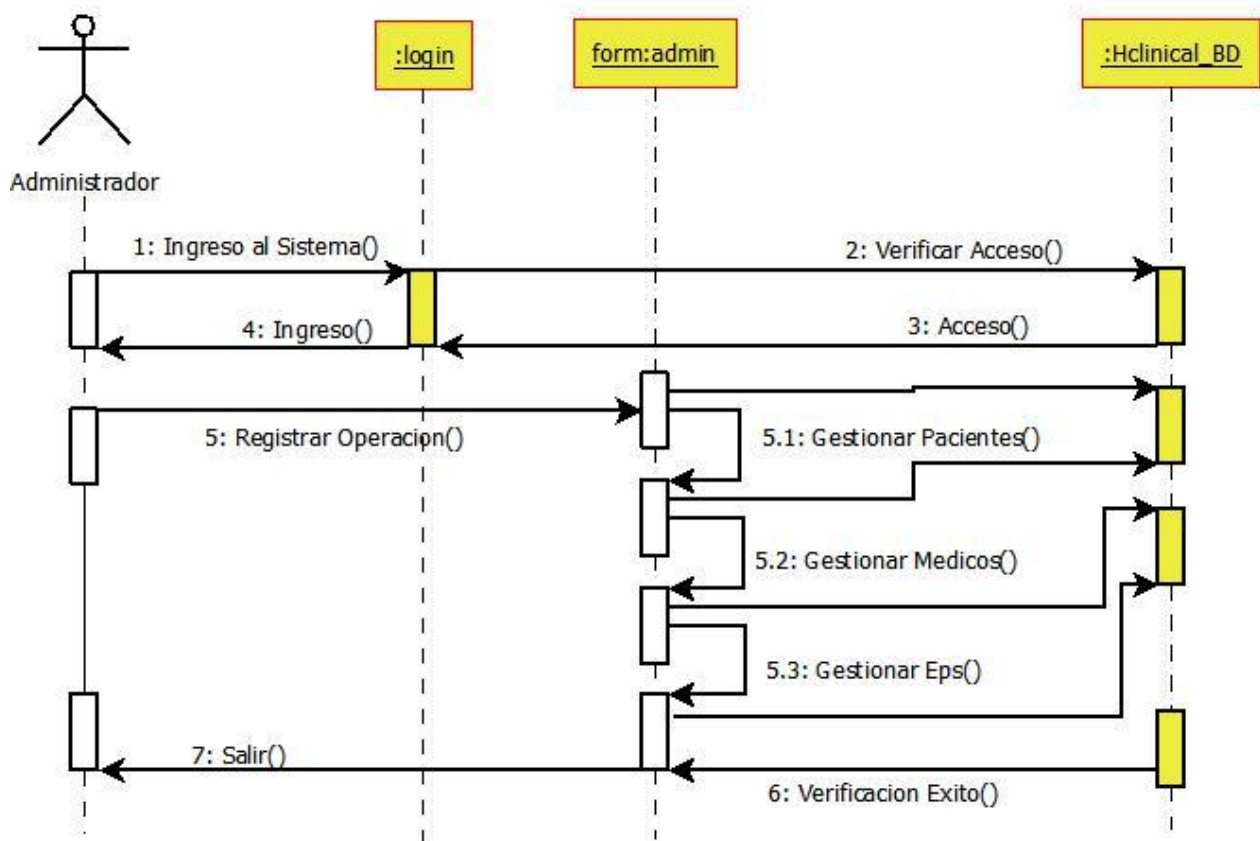 :login
form:admin
:Hclinical_BD
Administrador
1: Ingreso al Sistema()
2: Verificar Acceso()
4: Ingreso()
3: Acceso()
5: Registrar Operacion()
5.1: Gestionar Pacientes()
5.2: Gestionar Medicos()
5.3: Gestionar Eps()
7: Salir()
6: Verificacion Exito()